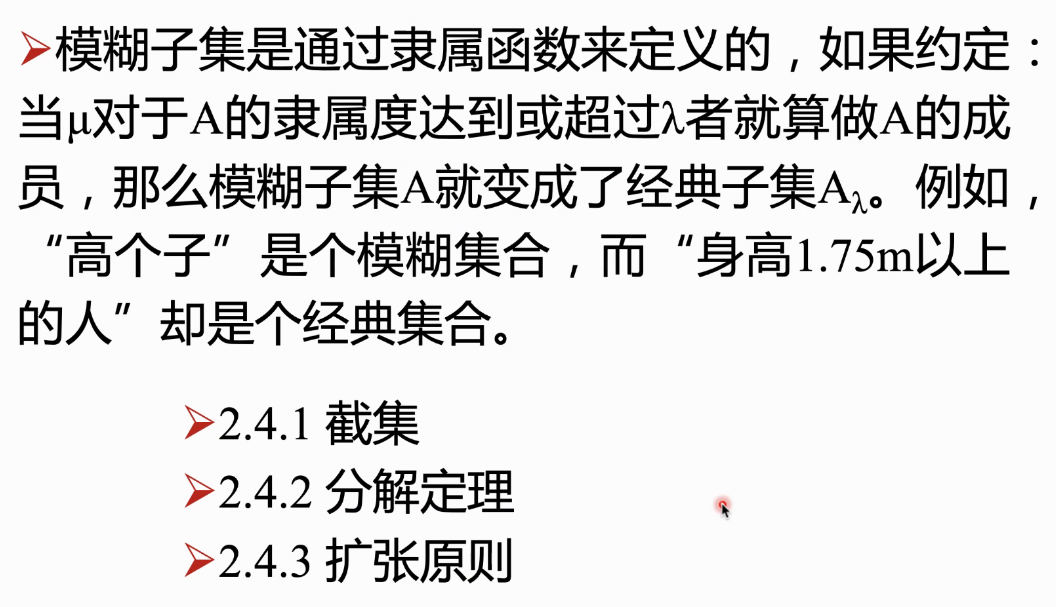 ➢模糊子集是通过隶属函数来定义的，如果约定：
当μ对于A的隶属度达到或超过λ者就算做A的成
员，那么模糊子集A就变成了经典子集Aλ。例如，
“高个子”是个模糊集合，而“身高1.75m以上
的人”却是个经典集合。
➢2.4.1 截集
➢2.4.2 分解定理
➢2.4.3 扩张原则